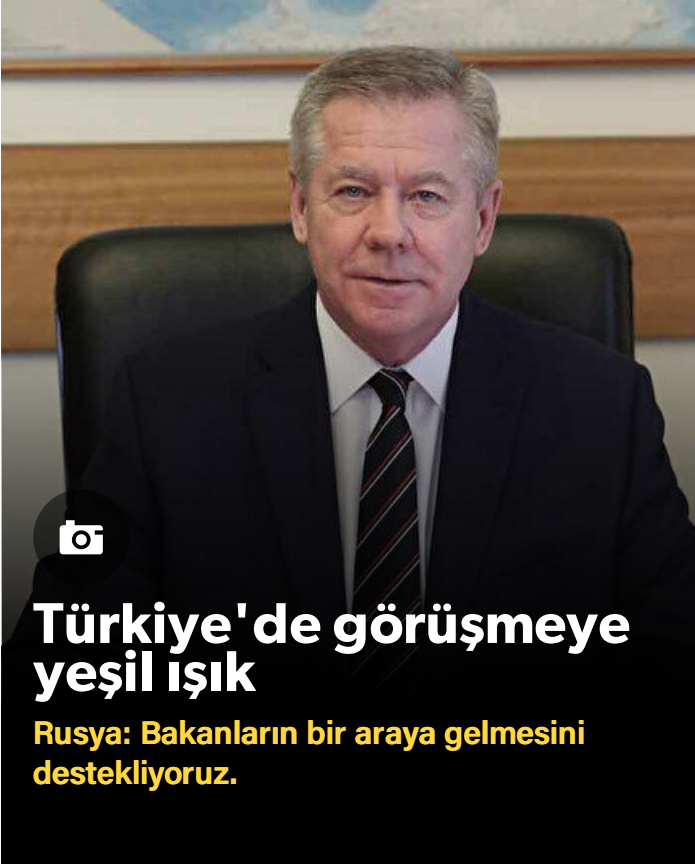 Türkiye'de görüşmeye
yeşil ışık
Rusya: Bakanların bir araya gelmesini
destekliyoruz.